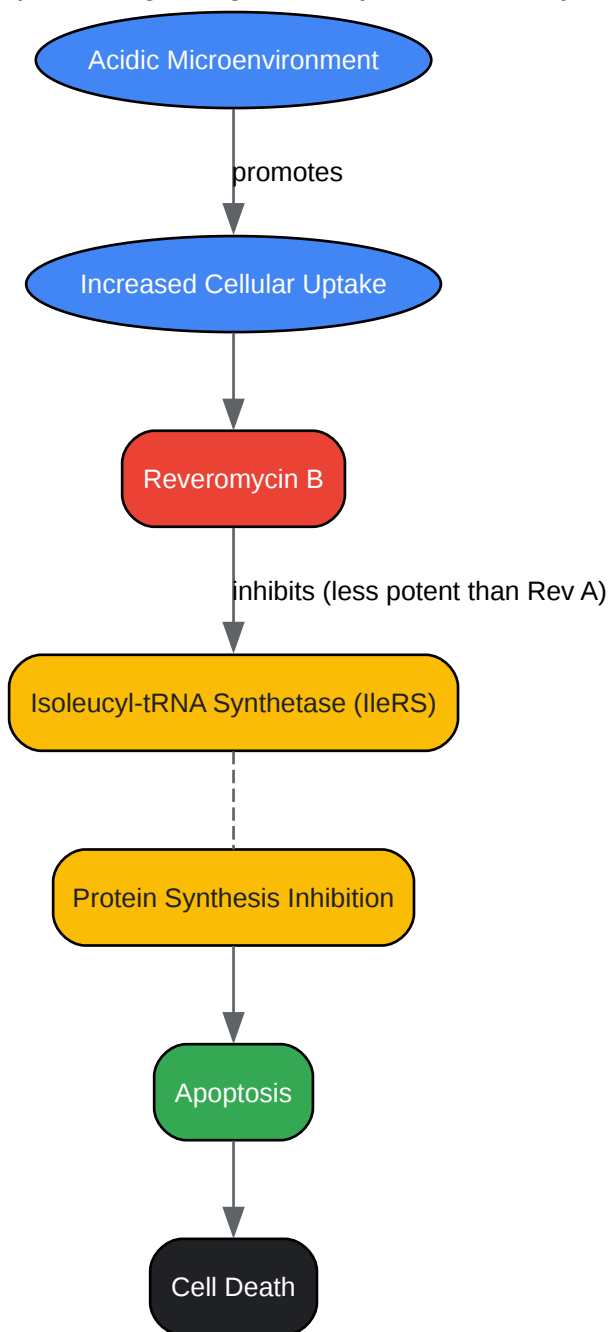 Acidic Microenvironment
promotes
Increased Cellular Uptake
Reveromycin B
inhibits (less potent than Rev A)
Isoleucyl-tRNA Synthetase (IleRS)
Protein Synthesis Inhibition
Apoptosis
Cell Death